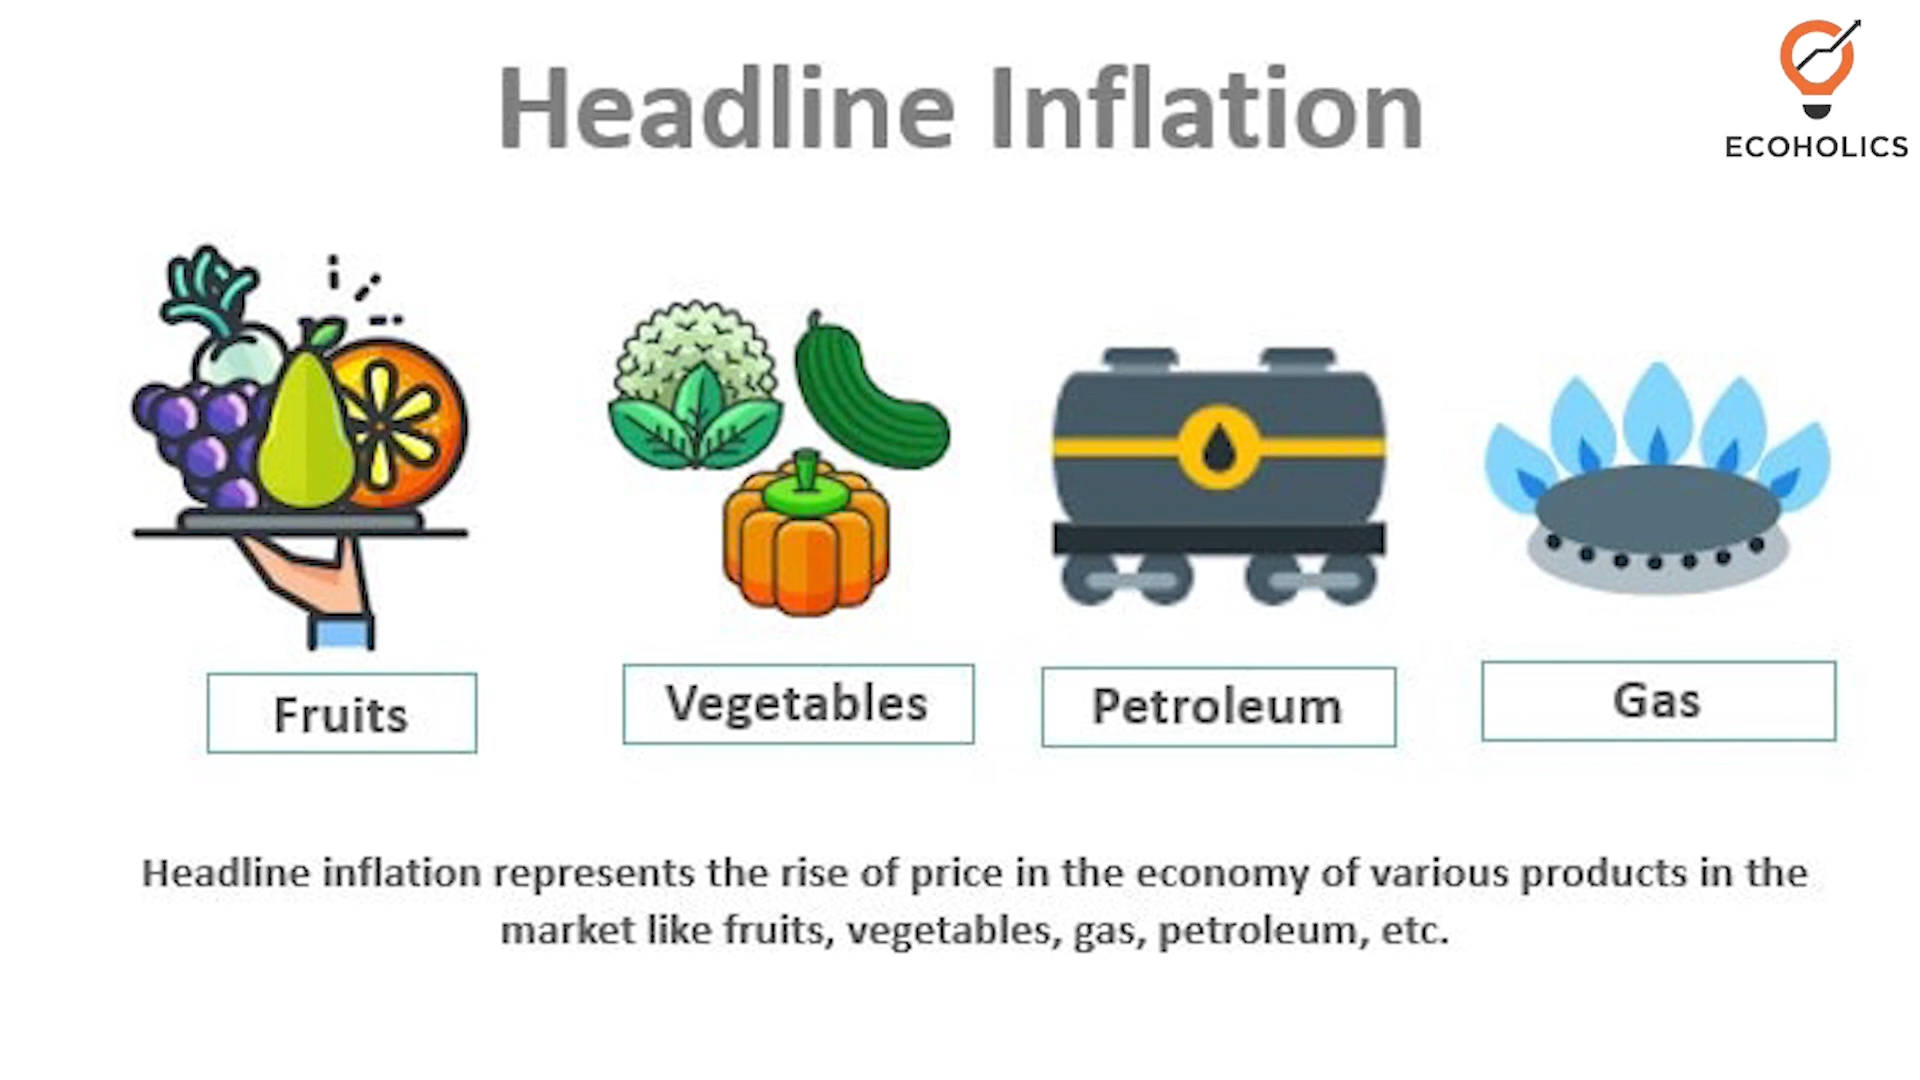 Headline Inflation
ECOHOLICS
Fruits
Vegetables
Petroleum
Gas
Headline inflation represents the rise of price in the economy of various products in the
market like fruits, vegetables, gas, petroleum, etc.